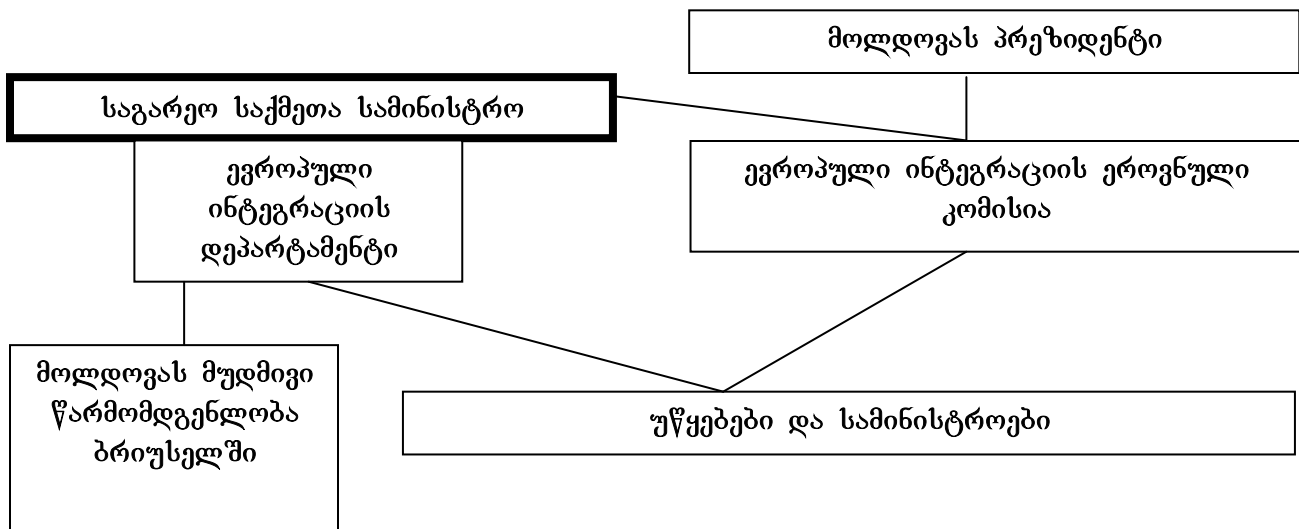 მოლდოვას პრეზიდენტი
საგარეო საქმეთა სამინისტრო
ევროპული
ინტეგრაციის
დეპარტამენტი
ევროპული ინტეგრაციის ეროვნული
კომისია
მოლდოვას მუდმივი
წარმომდგენლობა
ბრიუსელში
უწყებები და სამინისტროები